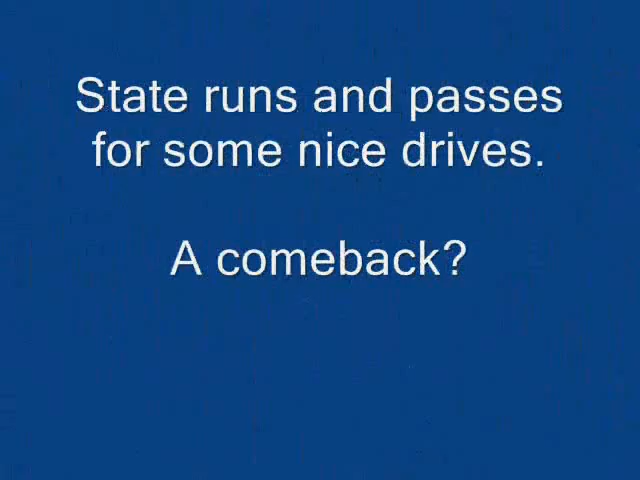 State runs and passes
for some nice drives.
A comeback?